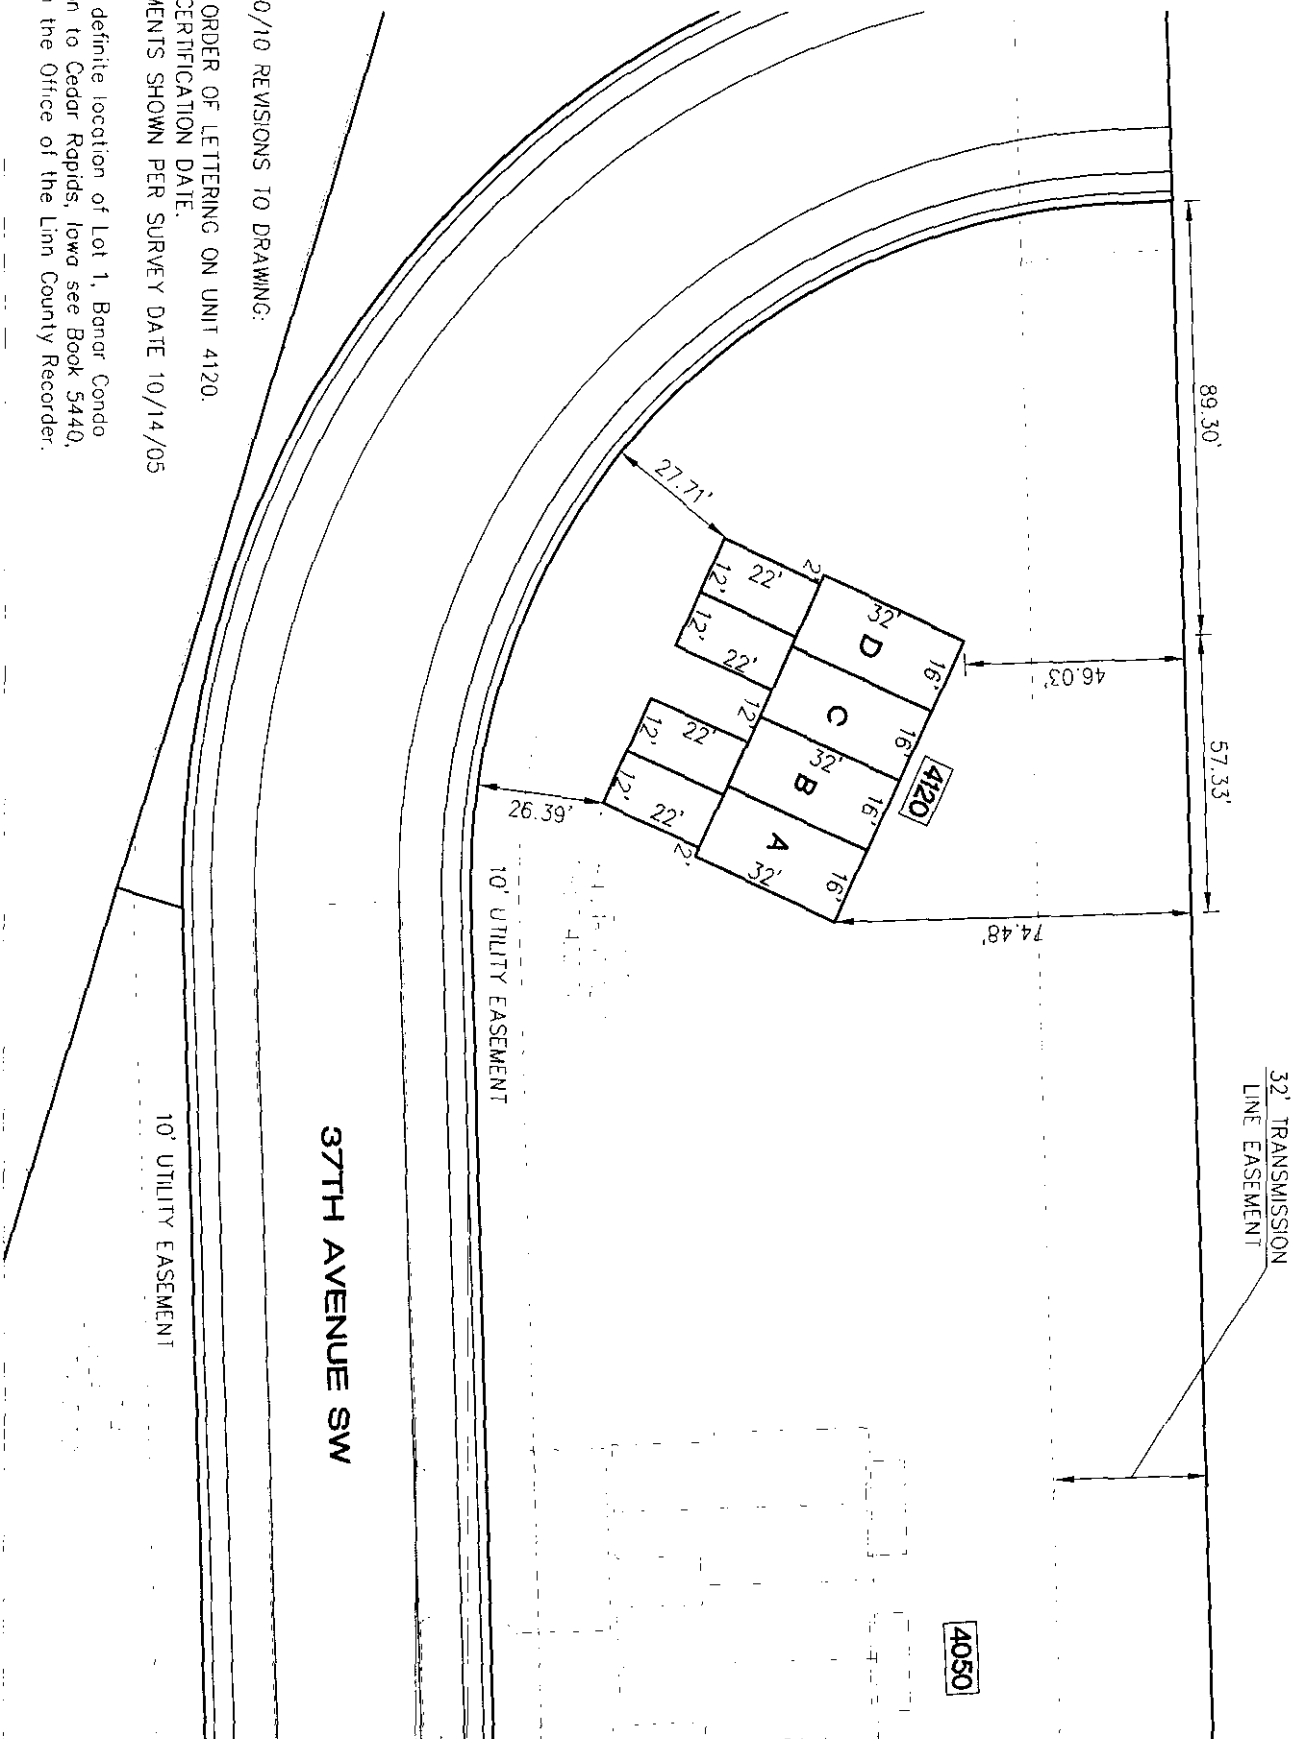 0/10 REVISIONS TO DRAWING:
ORDER OF LETTERING ON UNIT 4120.
CERTIFICATION DATE.
MENTS SHOWN PER SURVEY DATE 10/14/05
definite location of Lot 1, Banar Condo
n to Cedar Rapids, Iowa see Book 5440,
the Office of the Linn County Recorder.
89.30'
57.33'
46.03'
74.48'
27.71'
26.39'
32' TRANSMISSION
LINE EASEMENT
4120
4050
D
C
B
A
32'
32'
32'
16'
16'
16'
16'
2'
22'
22'
22'
22'
12'
12'
12'
12'
12'
2'
10' UTILITY EASEMENT
37TH AVENUE SW
10' UTILITY EASEMENT